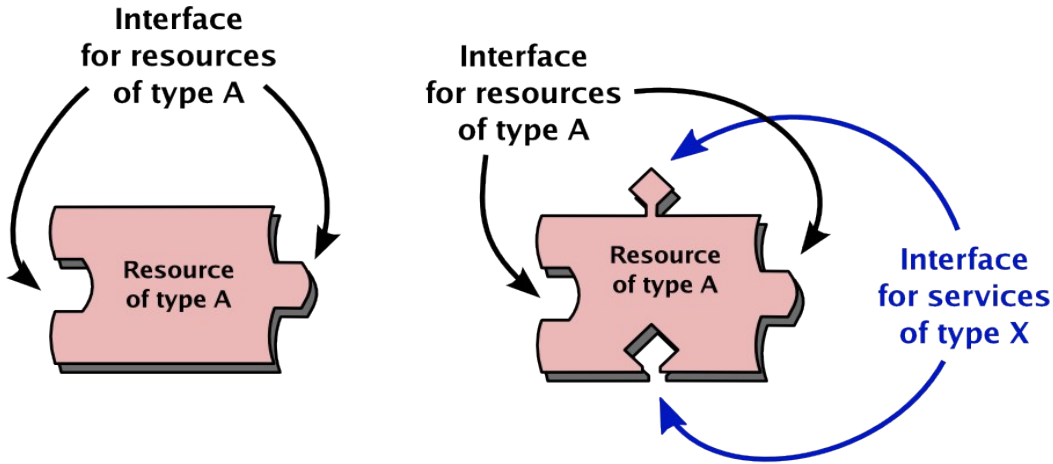 Interface
for resources
of type A
Resource
of type A
Interface
for resources
of type A
Resource
of type A
Interface
for services
of type X